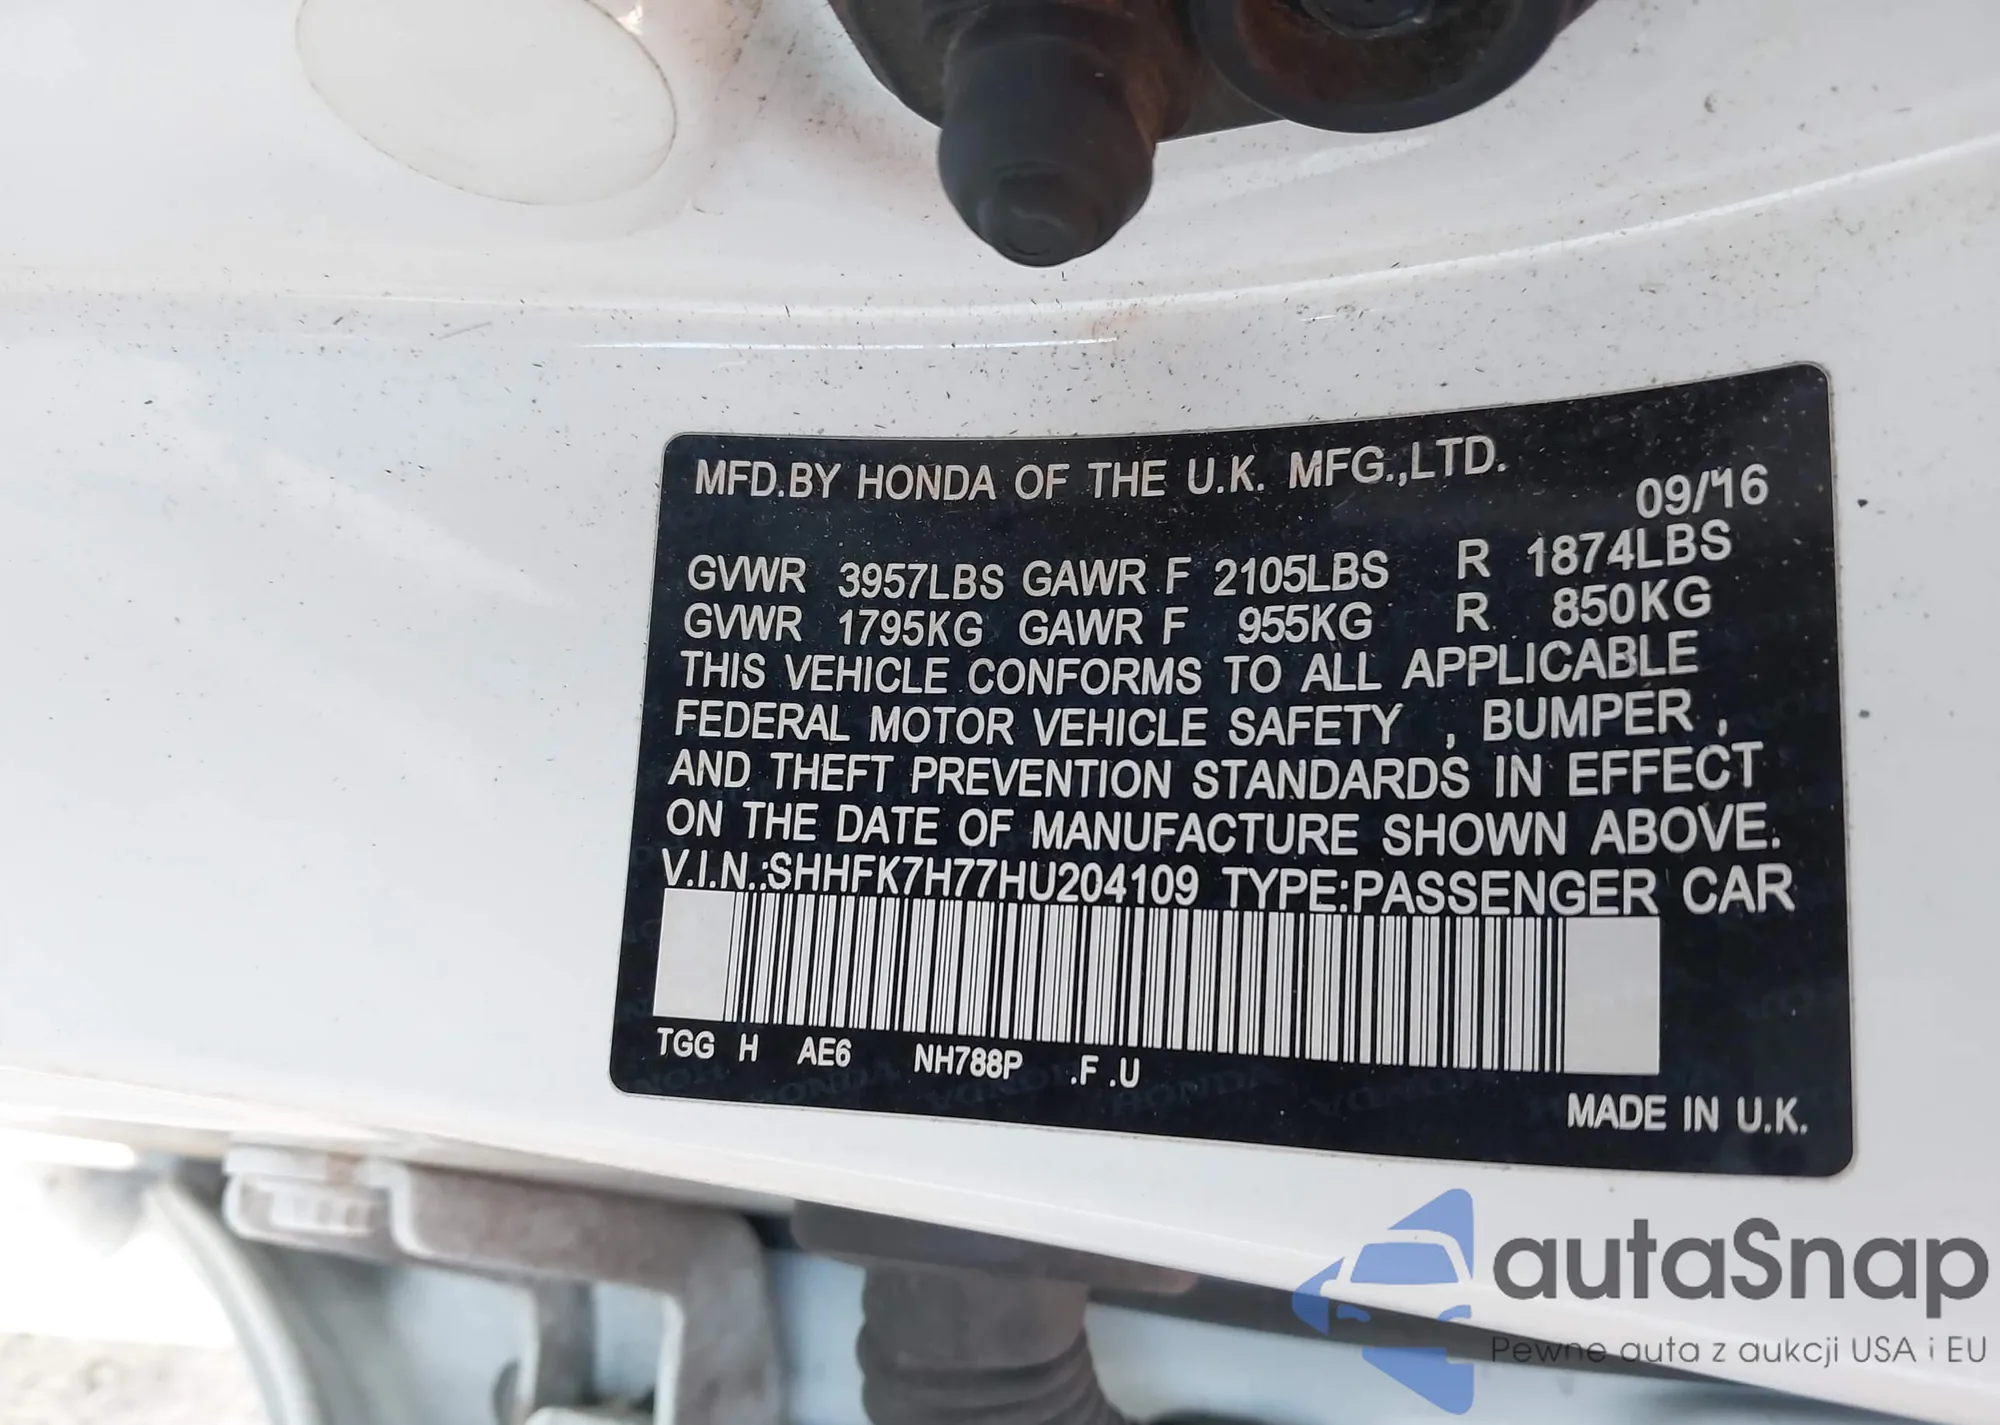 MFD.BY HONDA OF THE U.K. MFG.,LTD.
09/16
GVWR 3957LBS GAWR F 2105LBS R 1874LBS
GVWR 1795KG GAWR F 955KG R 850KG
THIS VEHICLE CONFORMS TO ALL APPLICABLE
FEDERAL MOTOR VEHICLE SAFETY , BUMPER ,
AND THEFT PREVENTION STANDARDS IN EFFECT
ON THE DATE OF MANUFACTURE SHOWN ABOVE.
V.I.N.:SHHFK7H77HU204109 TYPE:PASSENGER CAR
TGG H AE6 NH788P .F .U
MADE IN U.K.
autaSnap
Pewne auta z aukcji USA i EU